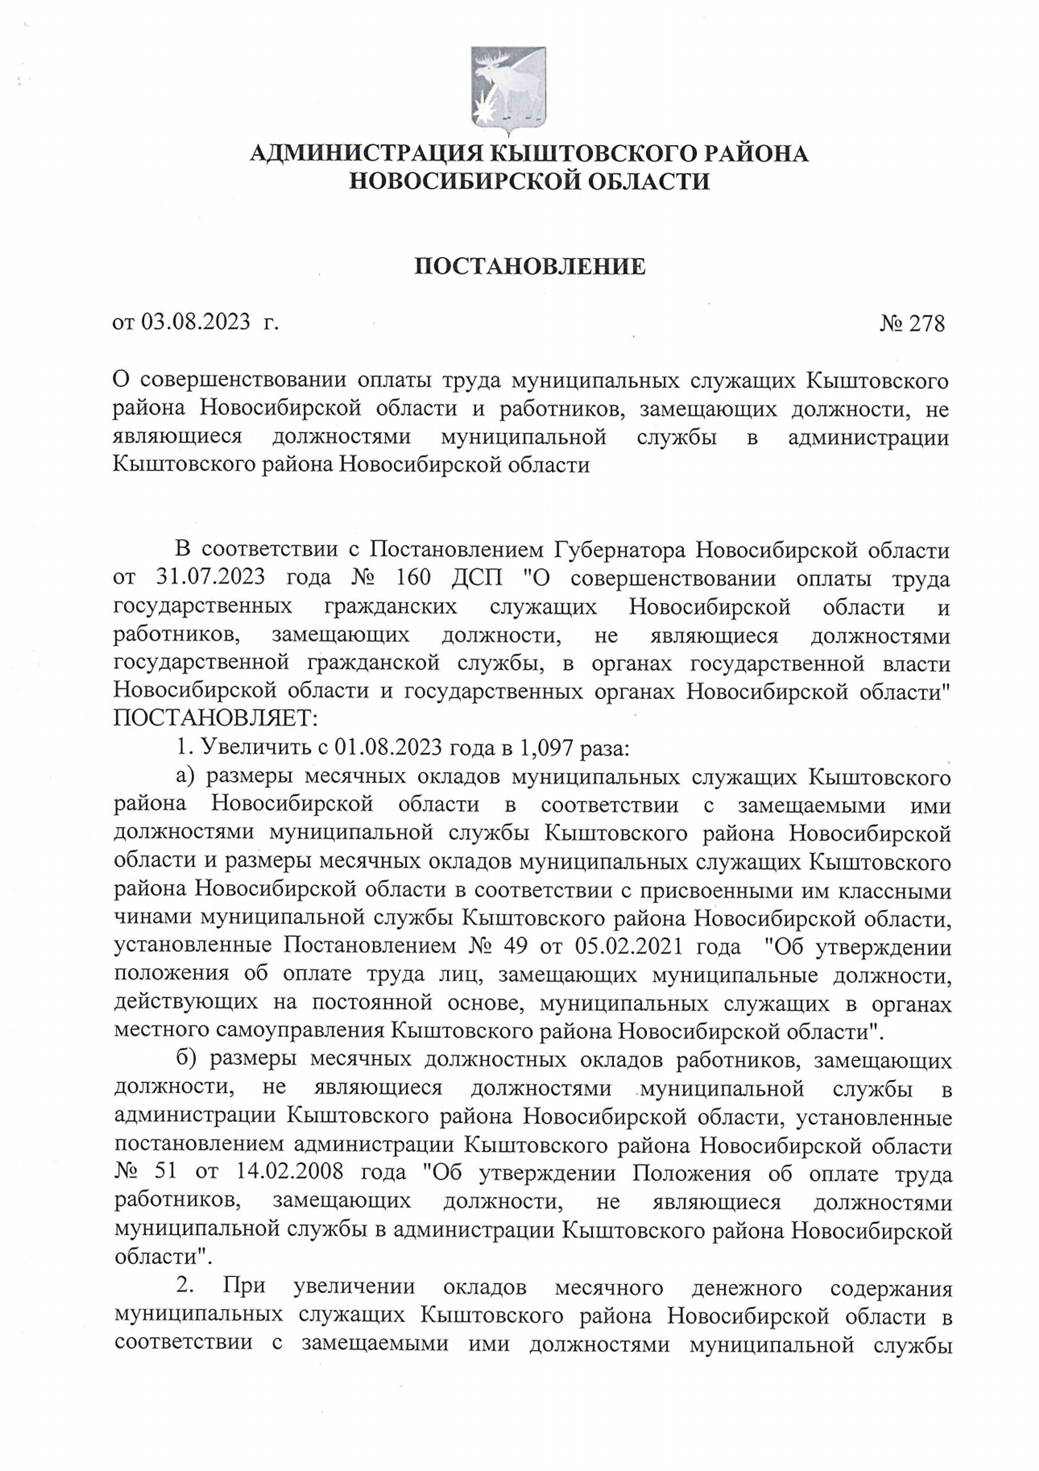 АДМИНИСТРАЦИЯ КЫШТОВСКОГО РАЙОНА
НОВОСИБИРСКОЙ ОБЛАСТИ
ПОСТАНОВЛЕНИЕ
от 03.08.2023 г. № 278
О совершенствовании оплаты труда муниципальных служащих Кыштовского
района Новосибирской области и работников, замещающих должности, не
являющиеся должностями муниципальной службы в администрации
Кыштовского района Новосибирской области
В соответствии с Постановлением Губернатора Новосибирской области
от 31.07.2023 года № 160 ДСП "О совершенствовании оплаты труда
государственных гражданских служащих Новосибирской области и
работников, замещающих должности, не являющиеся должностями
государственной гражданской службы, в органах государственной власти
Новосибирской области и государственных органах Новосибирской области"
ПОСТАНОВЛЯЕТ:
1. Увеличить с 01.08.2023 года в 1,097 раза:
а) размеры месячных окладов муниципальных служащих Кыштовского
района Новосибирской области в соответствии с замещаемыми ими
должностями муниципальной службы Кыштовского района Новосибирской
области и размеры месячных окладов муниципальных служащих Кыштовского
района Новосибирской области в соответствии с присвоенными им классными
чинами муниципальной службы Кыштовского района Новосибирской области,
установленные Постановлением № 49 от 05.02.2021 года "Об утверждении
положения об оплате труда лиц, замещающих муниципальные должности,
действующих на постоянной основе, муниципальных служащих в органах
местного самоуправления Кыштовского района Новосибирской области".
б) размеры месячных должностных окладов работников, замещающих
должности, не являющиеся должностями муниципальной службы в
администрации Кыштовского района Новосибирской области, установленные
постановлением администрации Кыштовского района Новосибирской области
№ 51 от 14.02.2008 года "Об утверждении Положения об оплате труда
работников, замещающих должности, не являющиеся должностями
муниципальной службы в администрации Кыштовского района Новосибирской
области".
2. При увеличении окладов месячного денежного содержания
муниципальных служащих Кыштовского района Новосибирской области в
соответствии с замещаемыми ими должностями муниципальной службы